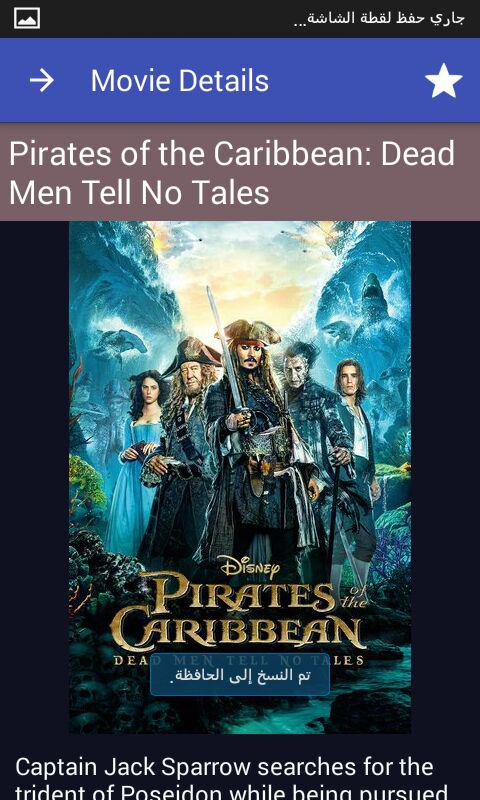 جاري حفظ لقطة الشاشة...
Movie Details
Pirates of the Caribbean: Dead
Men Tell No Tales
Disney
PIRATES of the
CARIBBEAN
DEAD MEN TELL NO TALES
تم النسخ إلى الحافظة.
Captain Jack Sparrow searches for the
trident of Poseidon while being pursued